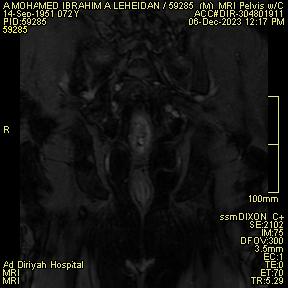 A MOHAMED IBRAHIM A LEHEIDAN / 59285 (M) MRI Pelvis w/C
14-Sep-1951 072Y ACC#DIR-304801911
PID:59285 06-Dec-2023 12:17 PM
59285
R
100mm
ssmDIXON C+
SE:2102
IM:75
DFOV:300
3.5mm
EC:1
Ad Diriyah Hospital TE:0
MRI ET:70
MRI TR:5.29